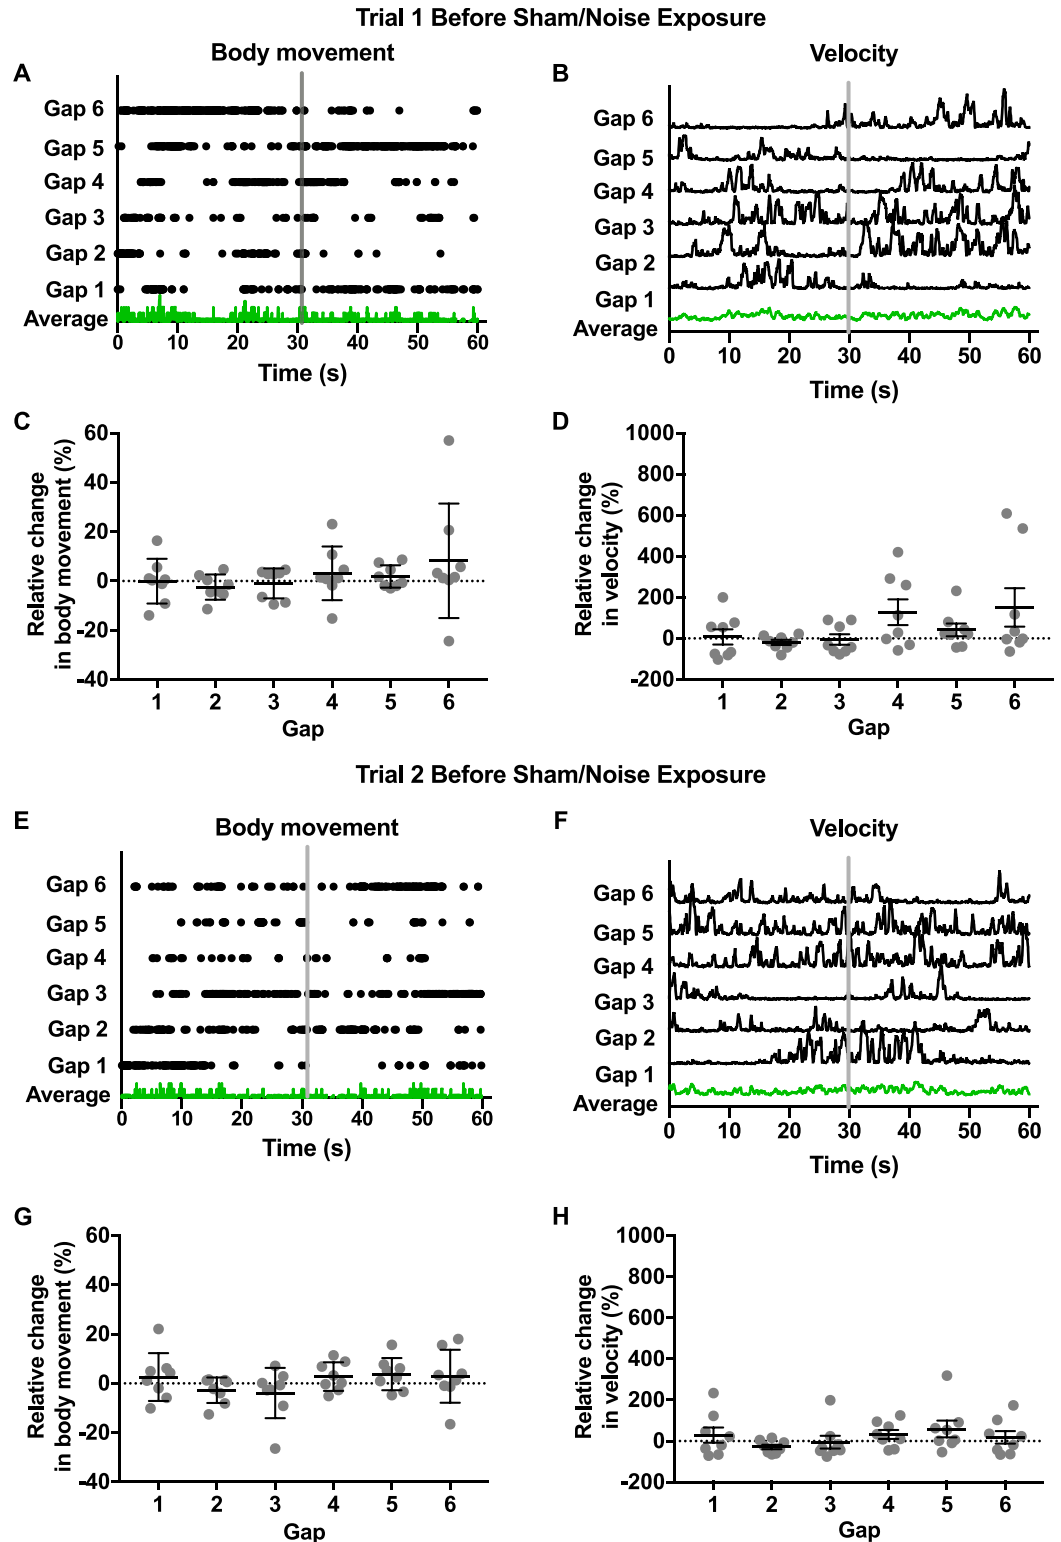 Trial 1 Before Sham/Noise Exposure
A
Body movement
Gap 6
Gap 5
Gap 4
Gap 3
Gap 2
Gap 1
Average
0 10 20 30 40 50 60
Time (s)
B
Velocity
Gap 6
Gap 5
Gap 4
Gap 3
Gap 2
Gap 1
Average
0 10 20 30 40 50 60
Time (s)
C
Relative change
in body movement (%)
60
40
20
0
-20
-40
1 2 3 4 5 6
Gap
D
Relative change
in velocity (%)
1000
800
600
400
200
0
-200
1 2 3 4 5 6
Gap
Trial 2 Before Sham/Noise Exposure
E
Body movement
Gap 6
Gap 5
Gap 4
Gap 3
Gap 2
Gap 1
Average
0 10 20 30 40 50 60
Time (s)
F
Velocity
Gap 6
Gap 5
Gap 4
Gap 3
Gap 2
Gap 1
Average
0 10 20 30 40 50 60
Time (s)
G
Relative change
in body movement (%)
60
40
20
0
-20
-40
1 2 3 4 5 6
Gap
H
Relative change
in velocity (%)
1000
800
600
400
200
0
-200
1 2 3 4 5 6
Gap